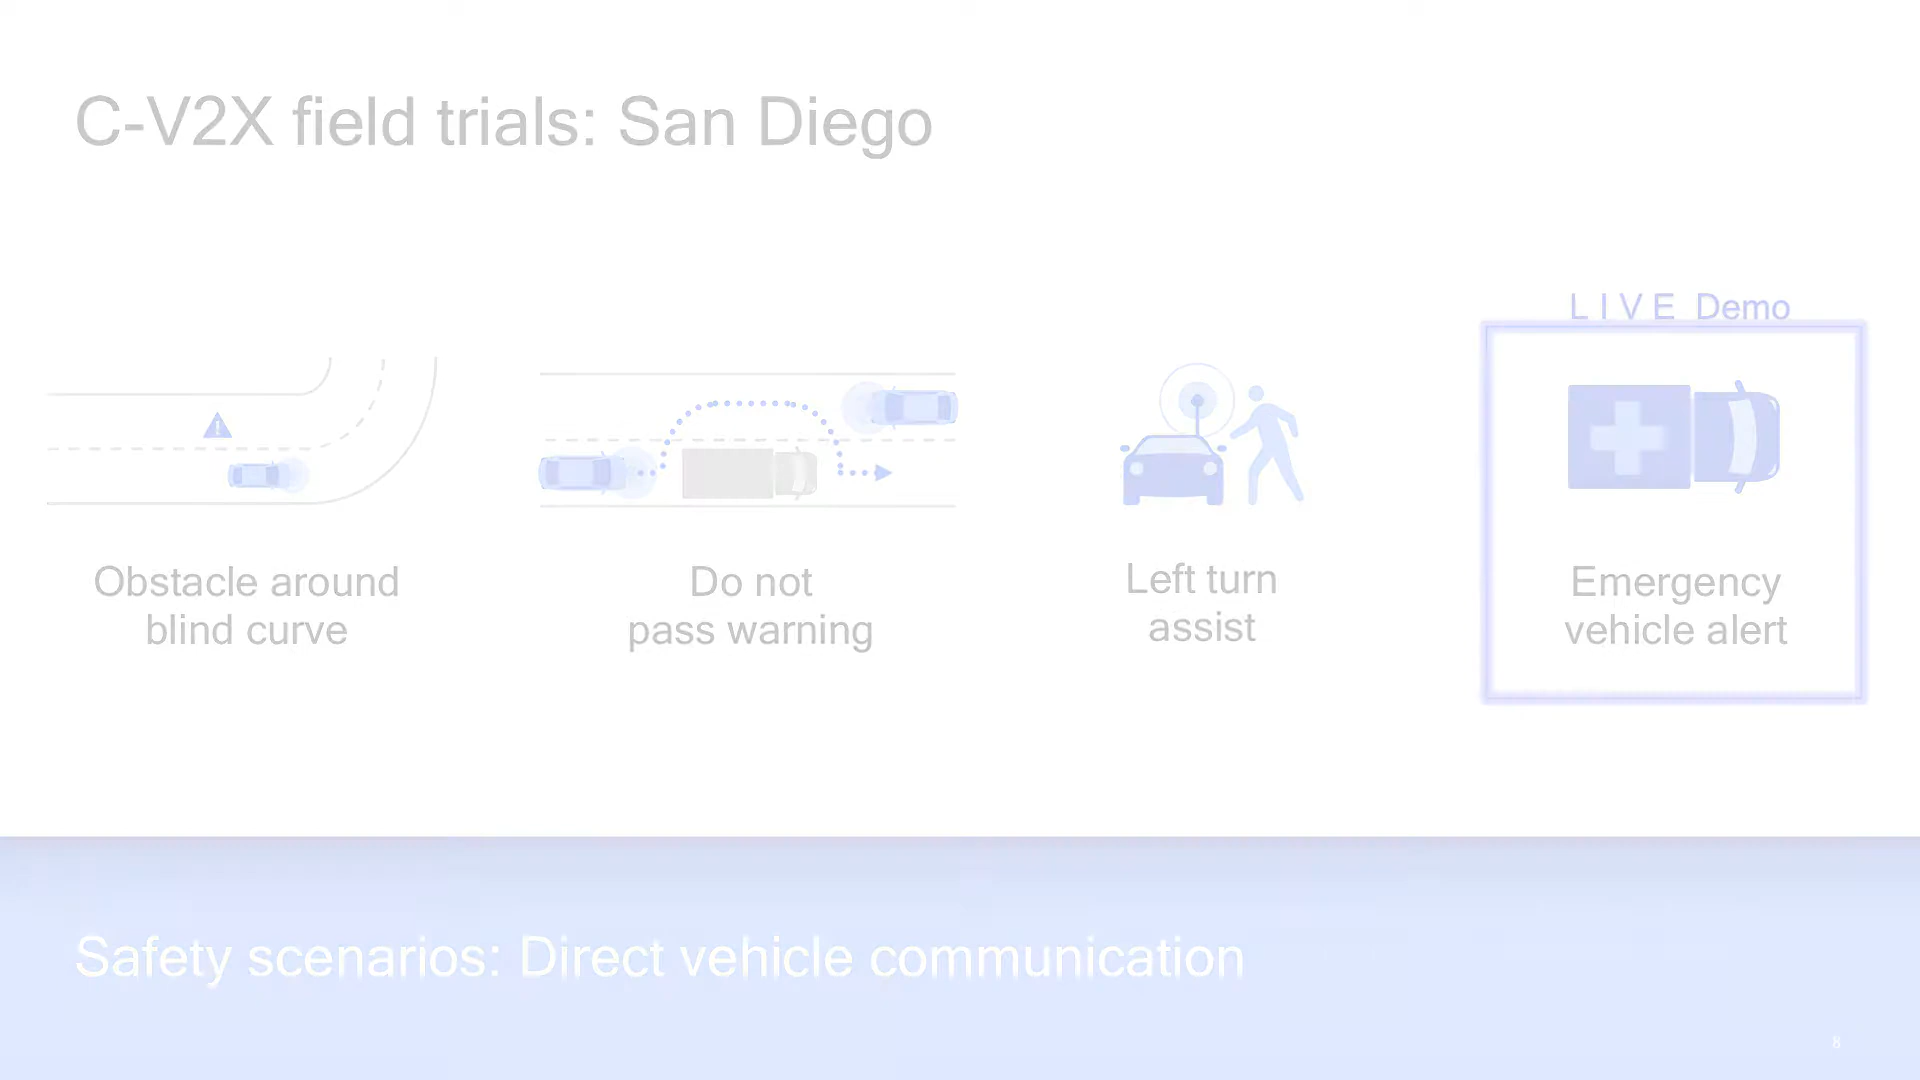 C-V2X field trials: San Diego
LIVE Demo
Obstacle around
blind curve
Do not
pass warning
Left turn
assist
Emergency
vehicle alert
Safety scenarios: Direct vehicle communication
8